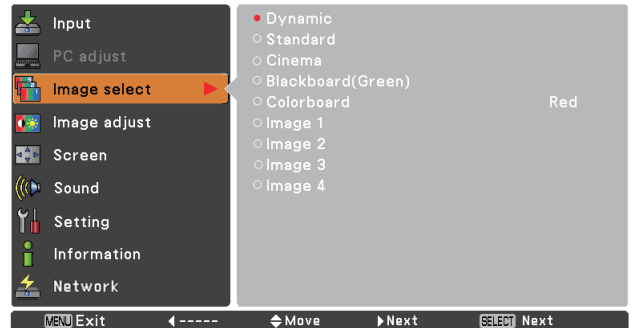 Input
PC adjust
Image select
Image adjust
Screen
Sound
Setting
Information
Network
Dynamic
Standard
Cinema
Blackboard(Green)
Colorboard Red
Image 1
Image 2
Image 3
Image 4
MENU Exit ◀----- Move ▶Next SELECT Next